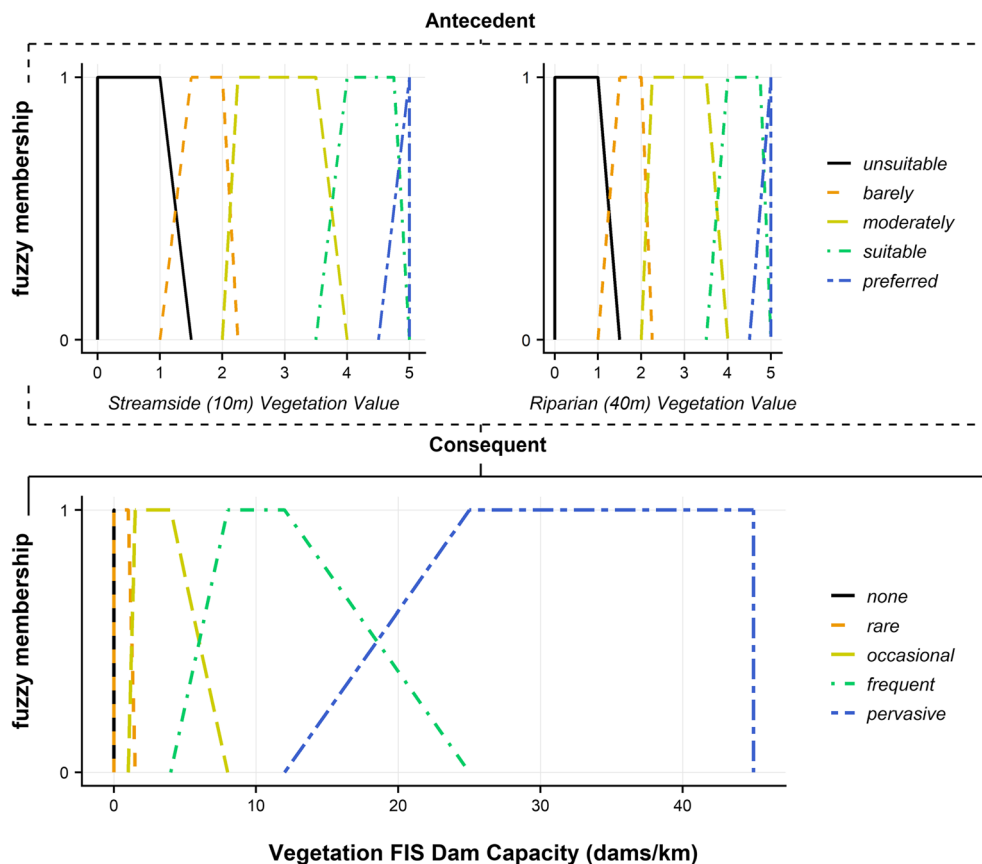 Antecedent
fuzzy membership
1
0
0 1 2 3 4 5
Streamside (10m) Vegetation Value
1
0
0 1 2 3 4 5
Riparian (40m) Vegetation Value
unsuitable
barely
moderately
suitable
preferred
Consequent
fuzzy membership
1
0
0 10 20 30 40
Vegetation FIS Dam Capacity (dams/km)
none
rare
occasional
frequent
pervasive